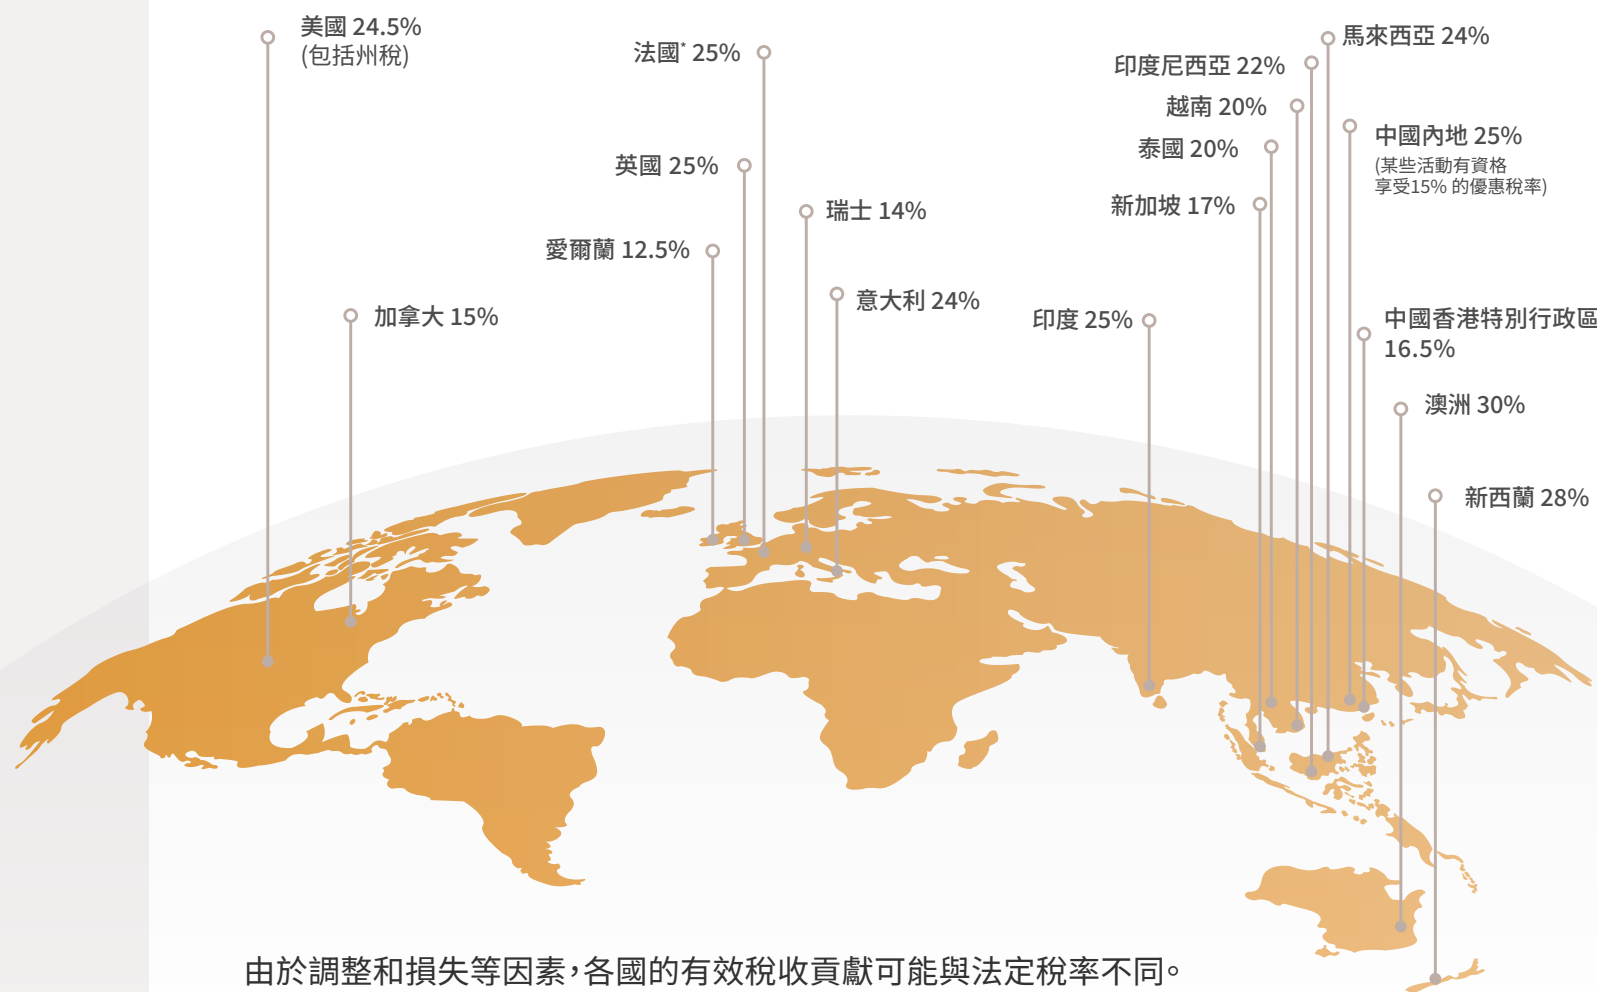 美國 24.5%
(包括州稅)
法國* 25%
馬來西亞 24%
印度尼西亞 22%
越南 20%
中國內地 25%
(某些活動有資格
享受15% 的優惠稅率)
泰國 20%
英國 25%
新加坡 17%
瑞士 14%
愛爾蘭 12.5%
意大利 24%
加拿大 15%
印度 25%
中國香港特別行政區
16.5%
澳洲 30%
新西蘭 28%
由於調整和損失等因素,各國的有效稅收貢獻可能與法定稅率不同。